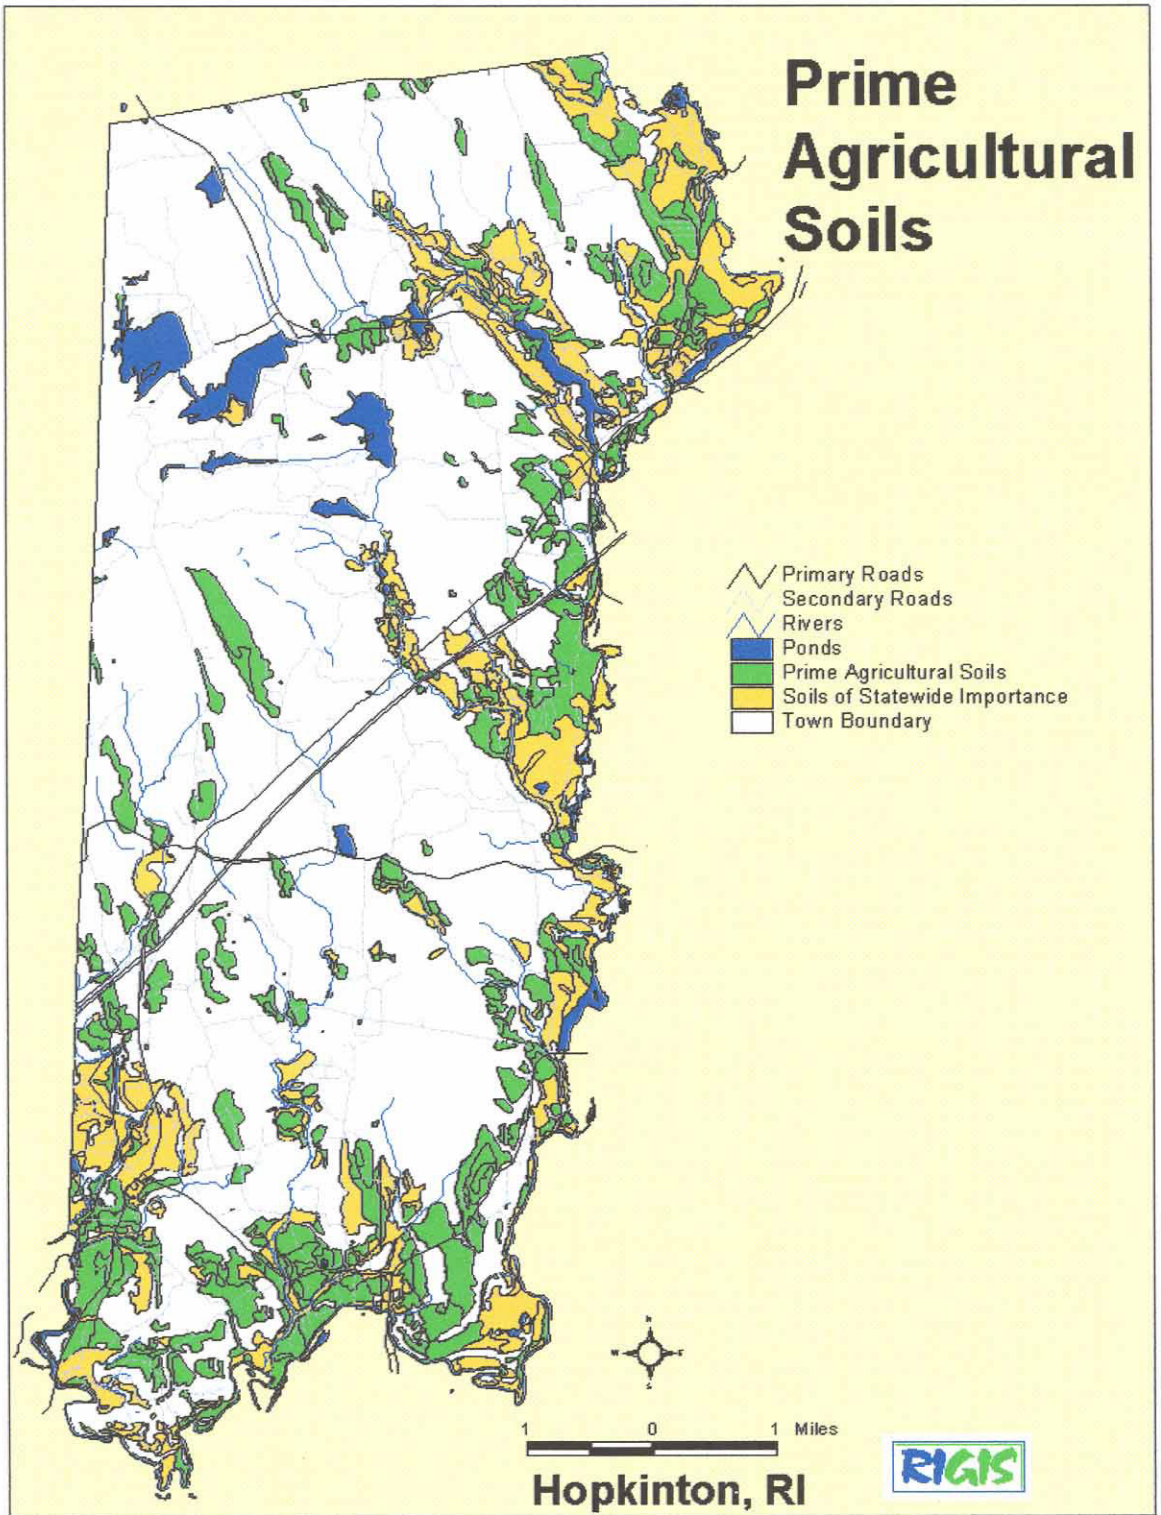 Prime
Agricultural
Soils
Primary Roads
Secondary Roads
Rivers
Ponds
Prime Agricultural Soils
Soils of Statewide Importance
Town Boundary
N
W E
S
1 0 1 Miles
Hopkinton, RI
RIGIS